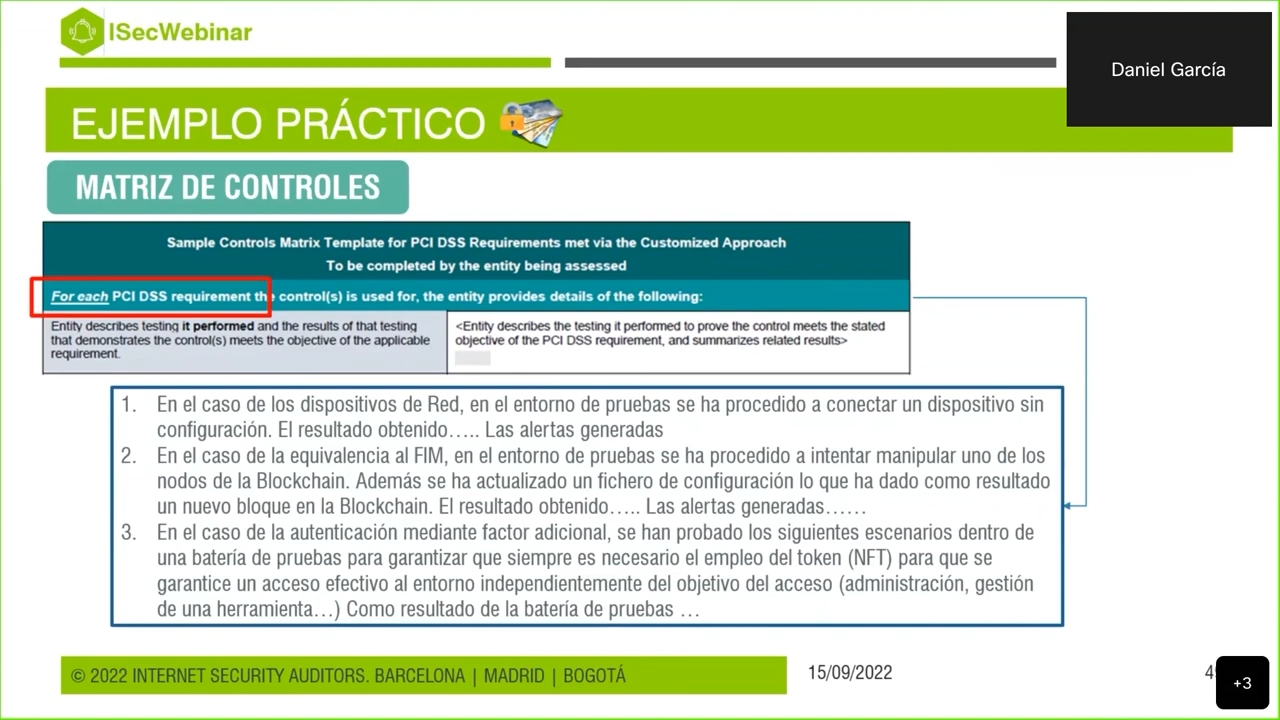 ISecWebinar
Daniel García
EJEMPLO PRÁCTICO
MATRIZ DE CONTROLES
Sample Controls Matrix Template for PCI DSS Requirements met via the Customized Approach
To be completed by the entity being assessed
For each PCI DSS requirement the control(s) is used for, the entity provides details of the following:
Entity describes testing it performed and the results of that testing
that demonstrates the control(s) meets the objective of the applicable
requirement.
<Entity describes the testing it performed to prove the control meets the stated
objective of the PCI DSS requirement, and summarizes related results>
1. En el caso de los dispositivos de Red, en el entorno de pruebas se ha procedido a conectar un dispositivo sin
configuración. El resultado obtenido….. Las alertas generadas
2. En el caso de la equivalencia al FIM, en el entorno de pruebas se ha procedido a intentar manipular uno de los
nodos de la Blockchain. Además se ha actualizado un fichero de configuración lo que ha dado como resultado
un nuevo bloque en la Blockchain. El resultado obtenido….. Las alertas generadas……
3. En el caso de la autenticación mediante factor adicional, se han probado los siguientes escenarios dentro de
una batería de pruebas para garantizar que siempre es necesario el empleo del token (NFT) para que se
garantice un acceso efectivo al entorno independientemente del objetivo del acceso (administración, gestión
de una herramienta…) Como resultado de la batería de pruebas …
© 2022 INTERNET SECURITY AUDITORS. BARCELONA | MADRID | BOGOTÁ
15/09/2022
+3